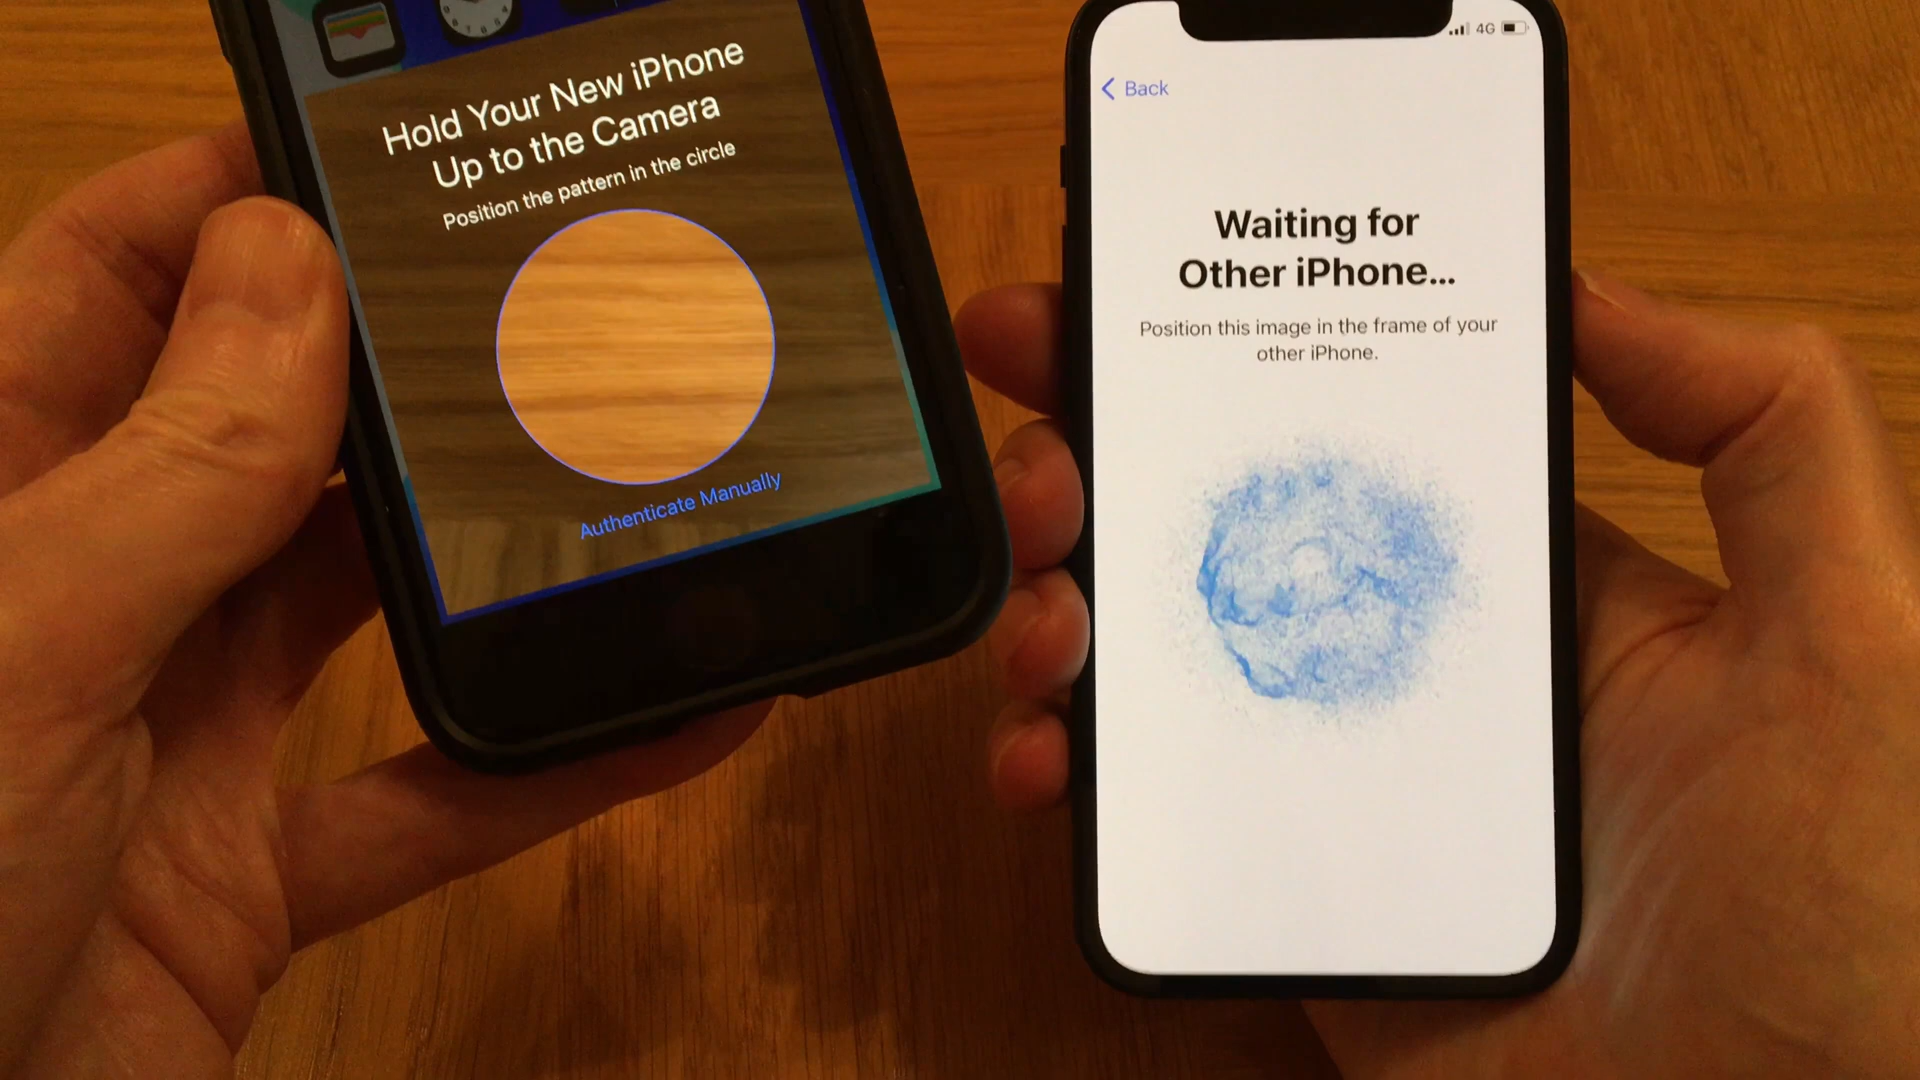 Hold Your New iPhone
Up to the Camera
Position the pattern in the circle
Authenticate Manually
4G
Back
Waiting for
Other iPhone...
Position this image in the frame of your
other iPhone.